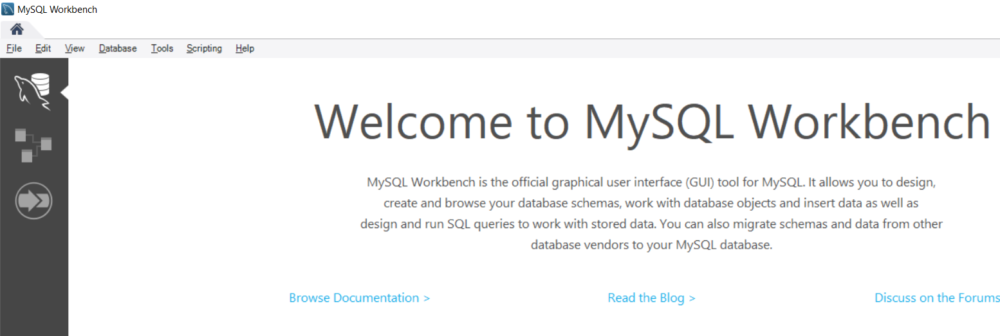 MySQL Workbench
File Edit View Database Tools Scripting Help
Welcome to MySQL Workbench
MySQL Workbench is the official graphical user interface (GUI) tool for MySQL. It allows you to design,
create and browse your database schemas, work with database objects and insert data as well as
design and run SQL queries to work with stored data. You can also migrate schemas and data from other
database vendors to your MySQL database.
Browse Documentation > Read the Blog > Discuss on the Forums